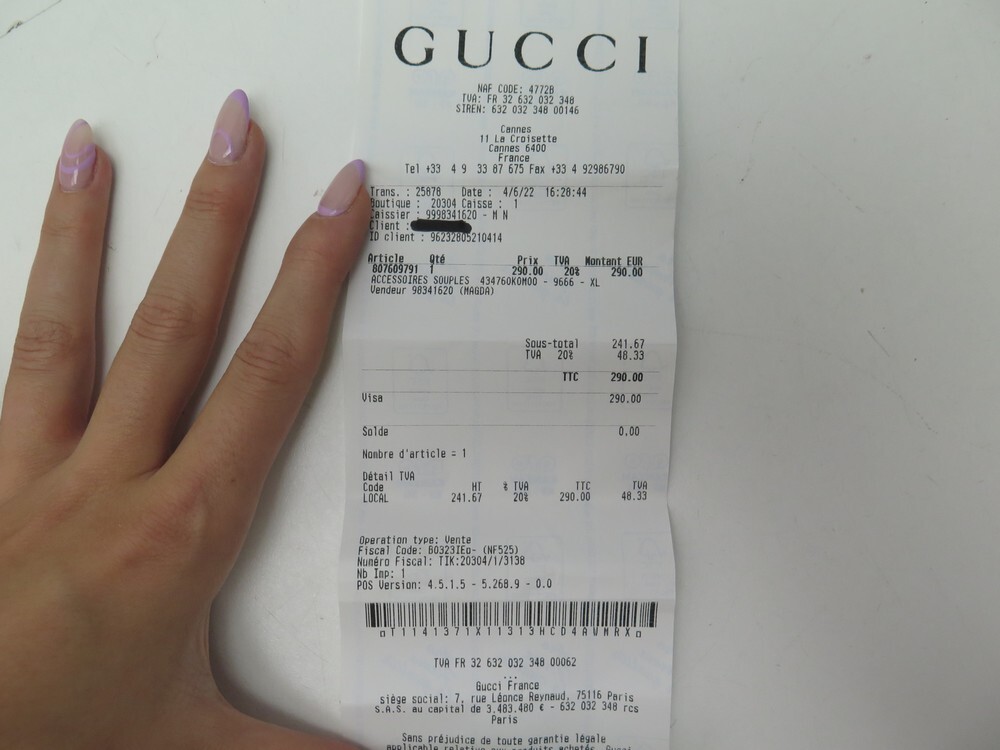 GUCCI
NAF CODE: 4772B
TVA: FR 32 632 032 348
SIREN: 632 032 348 00146
Cannes
11 La Croisette
Cannes 6400
France
Tel +33 4 9 33 87 675 Fax +33 4 92986790
Trans. : 25878 Date : 4/6/22 16:28:44
Boutique : 20304 Caisse : 1
Caissier : 9998341620 - M N
Client :
ID client : 96232805210414
Article Qté Prix TVA Montant EUR
807609791 1 290.00 20% 290.00
ACCESSOIRES SOUPLES 434760K0M00 - 9666 - XL
Vendeur 98341620 (MAGDA)
Sous-total 241.67
TVA 20% 48.33
TTC 290.00
Visa 290.00
Solde 0.00
Nombre d'article = 1
Détail TVA
Code HT % TVA TTC TVA
LOCAL 241.67 20% 290.00 48.33
Operation type: Vente
Fiscal Code: B0323IEo- (NF525)
Numéro Fiscal: TIK:20304/1/3138
Nb Imp: 1
POS Version: 4.5.1.5 - 5.268.9 - 0.0
T1141371X11313HCD4AVMRX
TVA FR 32 632 032 348 00062
...
Gucci France
siège social: 7, rue Léonce Reynaud, 75116 Paris
S.A.S. au capital de 3.483.480 € - 632 032 348 rcs
Paris
Sans préjudice de toute garantie légale
applicable relative aux produits achetés, Gucci